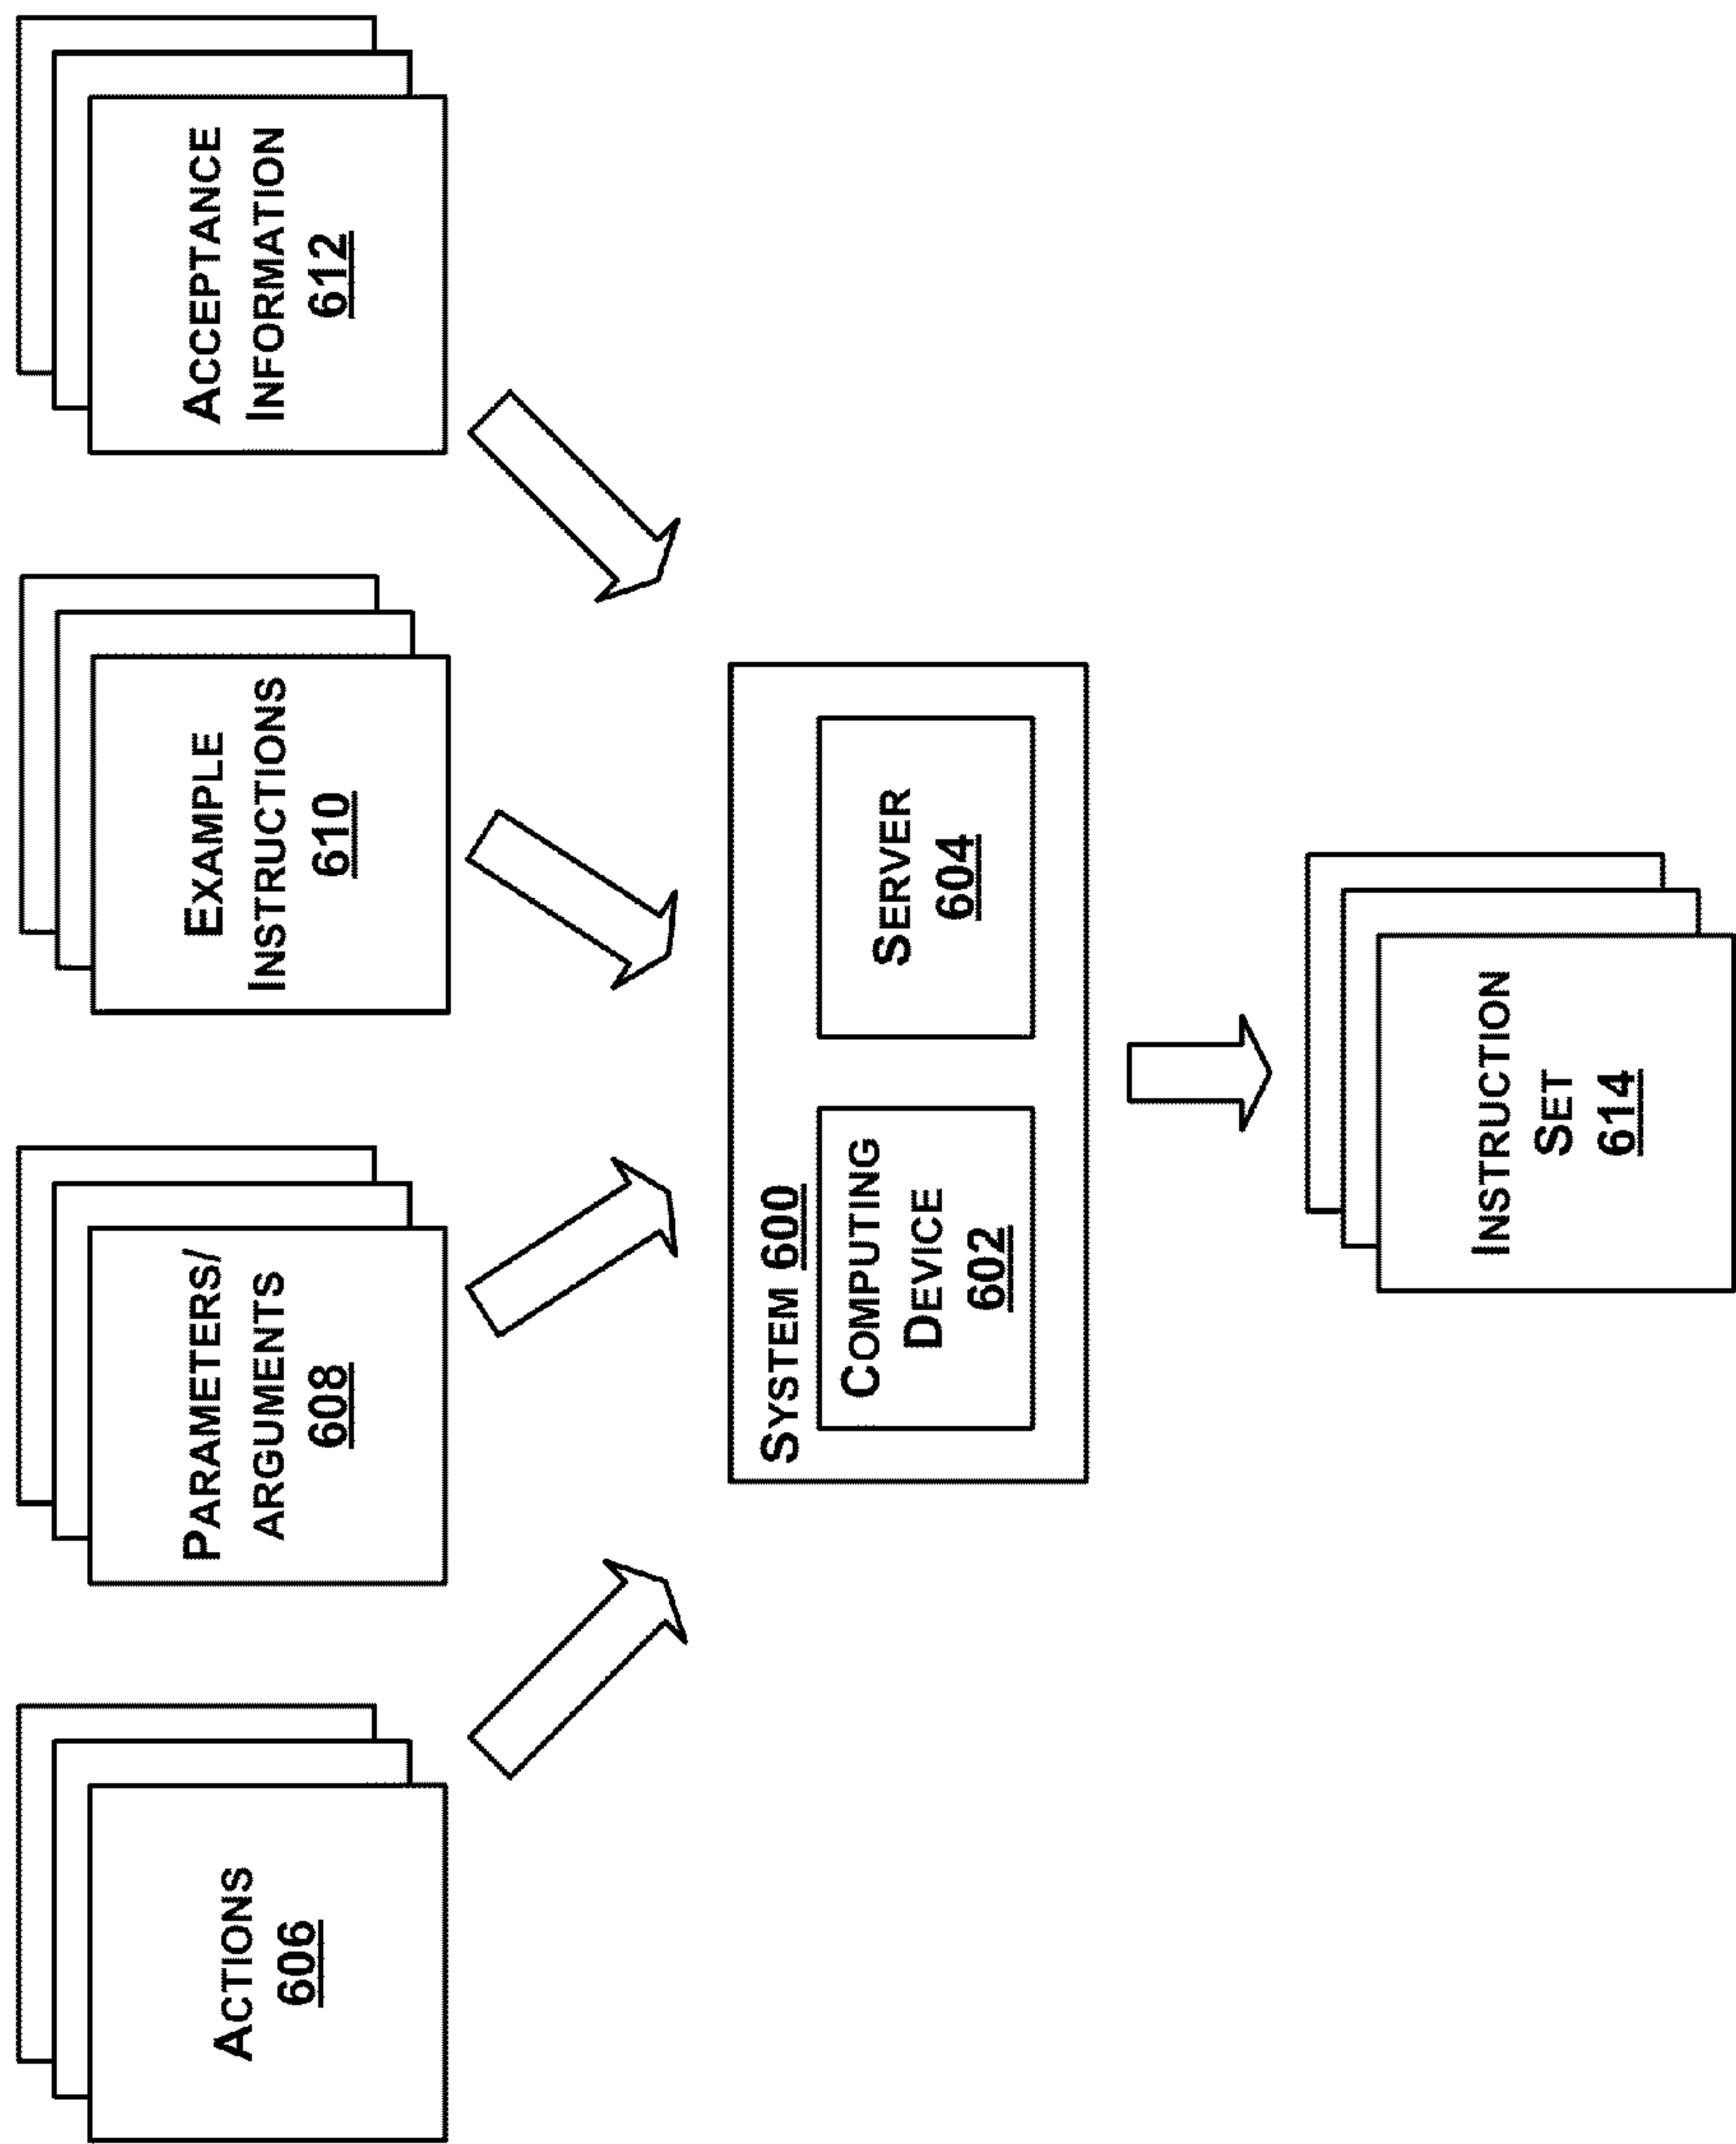 ACTIONS
606
PARAMETERS/
ARGUMENTS
608
EXAMPLE
INSTRUCTIONS
610
ACCEPTANCE
INFORMATION
612
SYSTEM 600
COMPUTING
DEVICE
602
SERVER
604
INSTRUCTION
SET
614